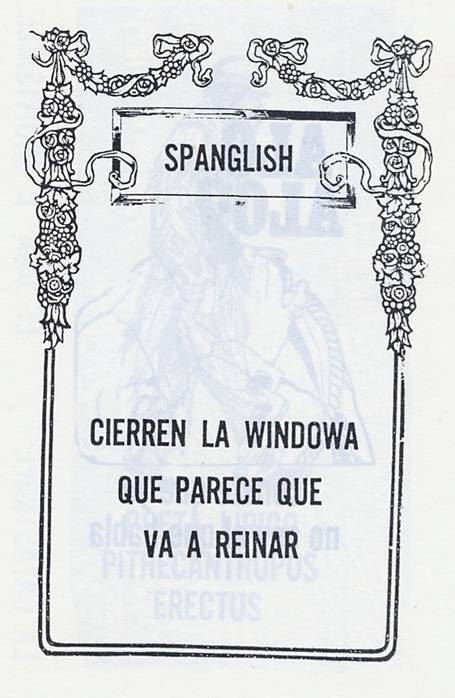 SPANGLISH
CIERREN LA WINDOWA
QUE PARECE QUE
VA A REINAR
PITHECANTROPUS
ERECTUS